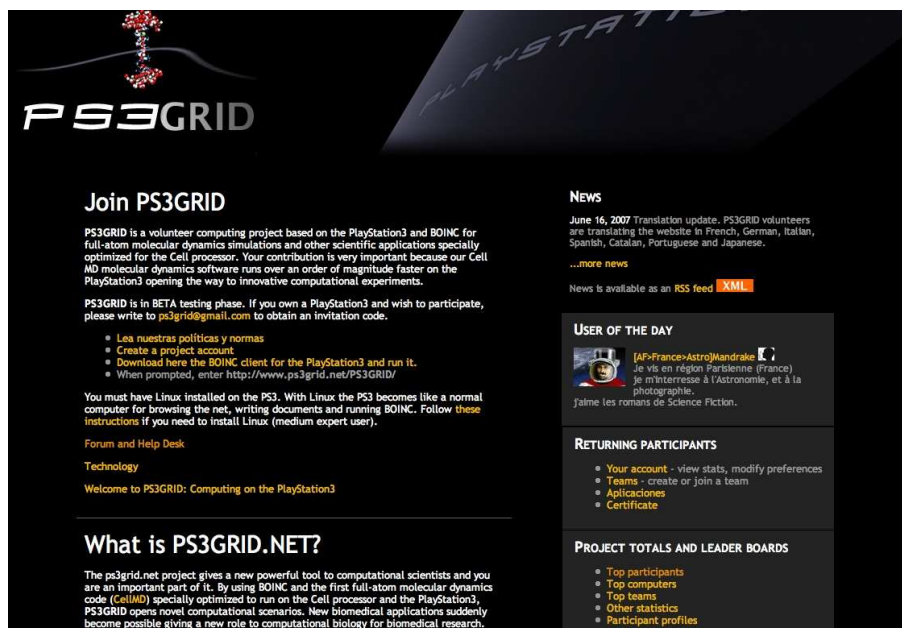 PLAYSTATION
PS3GRID
Join PS3GRID
PS3GRID is a volunteer computing project based on the PlayStation3 and BOINC for
full-atom molecular dynamics simulations and other scientific applications specially
optimized for the Cell processor. Your contribution is very important because our Cell
MD molecular dynamics software runs over an order of magnitude faster on the
PlayStation3 opening the way to innovative computational experiments.
PS3GRID is in BETA testing phase. If you own a PlayStation3 and wish to participate,
please write to ps3grid@gmail.com to obtain an invitation code.
Lea nuestras políticas y normas
Create a project account
Download here the BOINC client for the PlayStation3 and run it.
When prompted, enter http://www.ps3grid.net/PS3GRID/
You must have Linux installed on the PS3. With Linux the PS3 becomes like a normal
computer for browsing the net, writing documents and running BOINC. Follow these
instructions if you need to install Linux (medium expert user).
Forum and Help Desk
Technology
Welcome to PS3GRID: Computing on the PlayStation3
What is PS3GRID.NET?
The ps3grid.net project gives a new powerful tool to computational scientists and you
are an important part of it. By using BOINC and the first full-atom molecular dynamics
code (CellMD) specially optimized to run on the Cell processor and the PlayStation3,
PS3GRID opens novel computational scenarios. New biomedical applications suddenly
become possible giving a new role to computational biology for biomedical research.
NEWS
June 16, 2007 Translation update. PS3GRID volunteers
are translating the website in French, German, Italian,
Spanish, Catalan, Portuguese and Japanese.
...more news
News is available as an RSS feed XML
USER OF THE DAY
[AF>France>Astro]Mandrake
Je vis en région Parisienne (France)
je m'interresse à l'Astronomie, et à la
photographie.
j'aime les romans de Science Fiction.
RETURNING PARTICIPANTS
Your account - view stats, modify preferences
Teams - create or join a team
Aplicaciones
Certificate
PROJECT TOTALS AND LEADER BOARDS
Top participants
Top computers
Top teams
Other statistics
Participant profiles